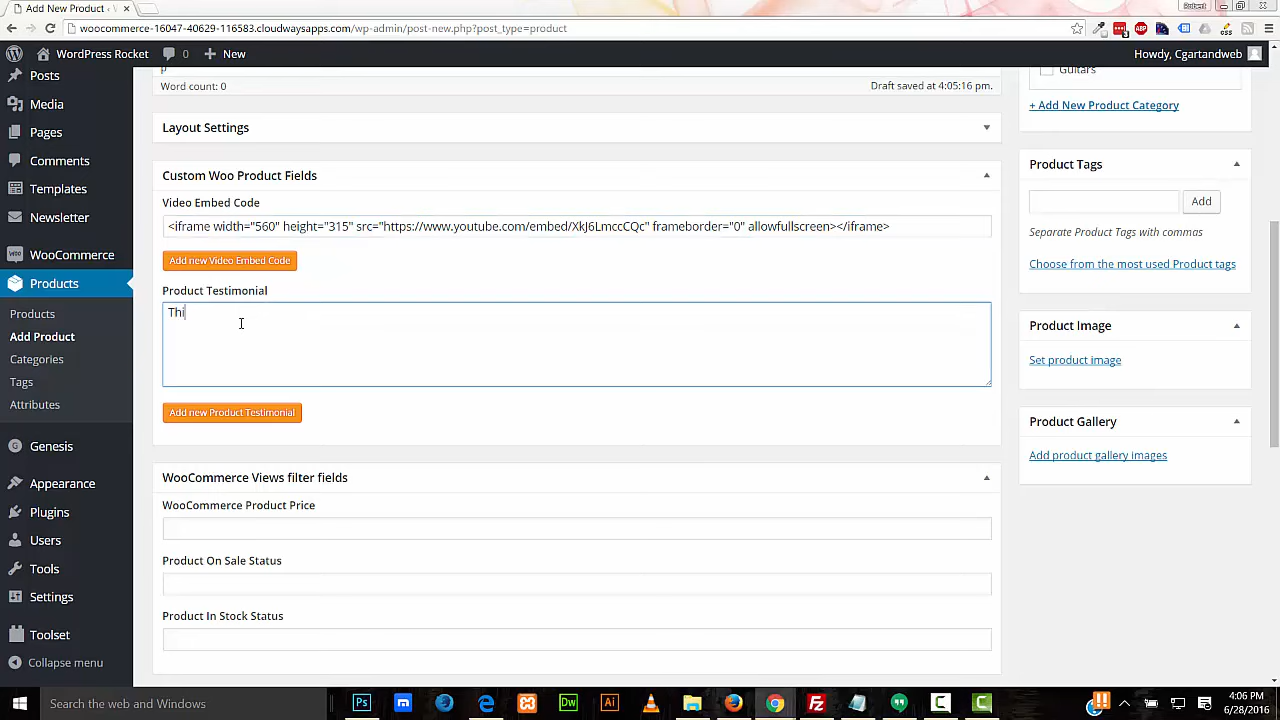 Add New Product ‹
woocommerce-16047-40629-116583.cloudwaysapps.com/wp-admin/post-new.php?post_type=product
WordPress Rocket 0 New Howdy, Cgartandweb
Posts
Media
Pages
Comments
Templates
Newsletter
WooCommerce
Products
Products
Add Product
Categories
Tags
Attributes
Genesis
Appearance
Plugins
Users
Tools
Settings
Toolset
Collapse menu
p
Word count: 0 Draft saved at 4:05:16 pm.
Layout Settings
Custom Woo Product Fields
Video Embed Code
<iframe width="560" height="315" src="https://www.youtube.com/embed/XkJ6LmccCQc" frameborder="0" allowfullscreen></iframe>
Add new Video Embed Code
Product Testimonial
Thi
Add new Product Testimonial
WooCommerce Views filter fields
WooCommerce Product Price
Product On Sale Status
Product In Stock Status
Guitars
+ Add New Product Category
Product Tags
Add
Separate Product Tags with commas
Choose from the most used Product tags
Product Image
Set product image
Product Gallery
Add product gallery images
Search the web and Windows
4:06 PM
6/28/2016